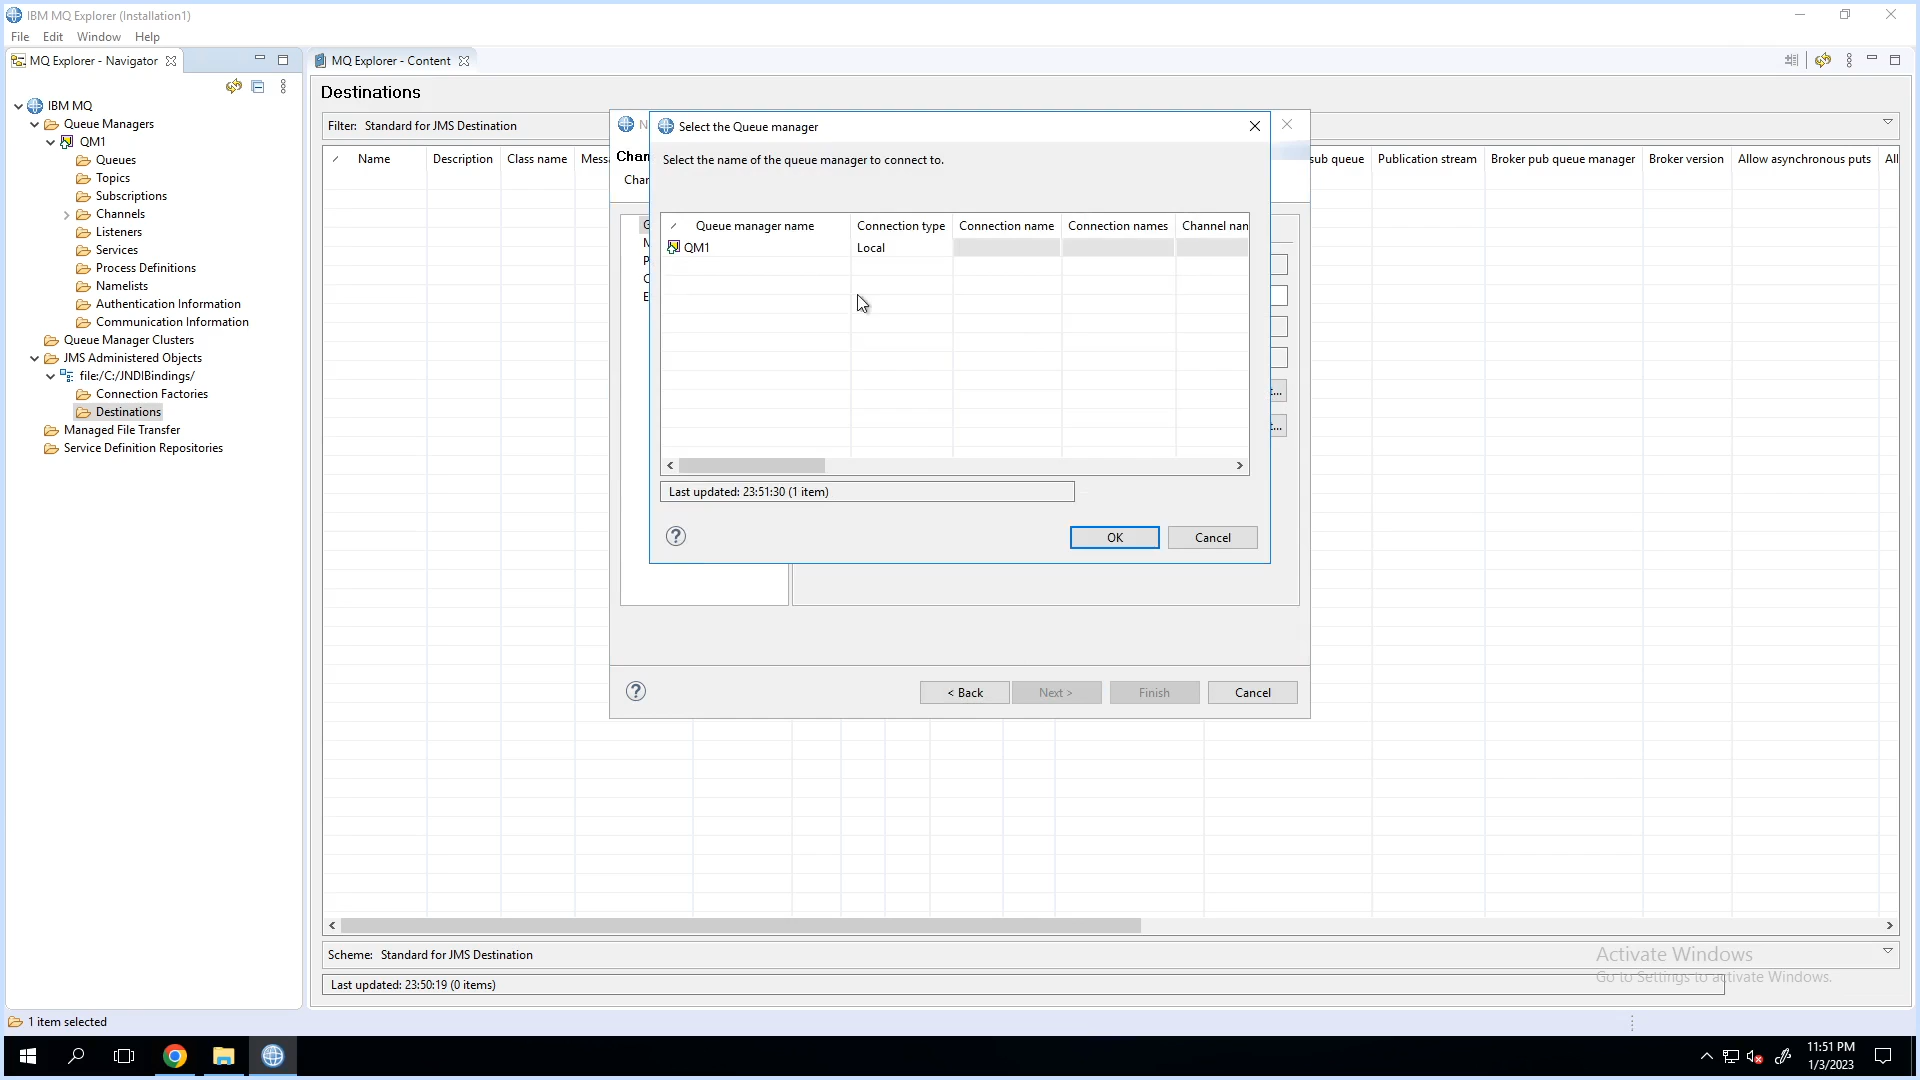 IBM MQ Explorer (Installation1)
File Edit Window Help
MQ Explorer - Navigator
MQ Explorer - Content
IBM MQ
Queue Managers
QM1
Queues
Topics
Subscriptions
Channels
Listeners
Services
Process Definitions
Namelists
Authentication Information
Communication Information
Queue Manager Clusters
JMS Administered Objects
file:/C:/JNDIBindings/
Connection Factories
Destinations
Managed File Transfer
Service Definition Repositories
Destinations
Filter: Standard for JMS Destination
Name Description Class name Mess
sub queue Publication stream Broker pub queue manager Broker version Allow asynchronous puts All
N
Char
Char
G
M
P
C
E
Select the Queue manager
Select the name of the queue manager to connect to.
Queue manager name Connection type Connection name Connection names Channel nam
QM1 Local
Last updated: 23:51:30 (1 item)
? OK Cancel
t...
t...
? < Back Next > Finish Cancel
Scheme: Standard for JMS Destination
Last updated: 23:50:19 (0 items)
Activate Windows
Go to Settings to activate Windows.
1 item selected
11:51 PM
1/3/2023